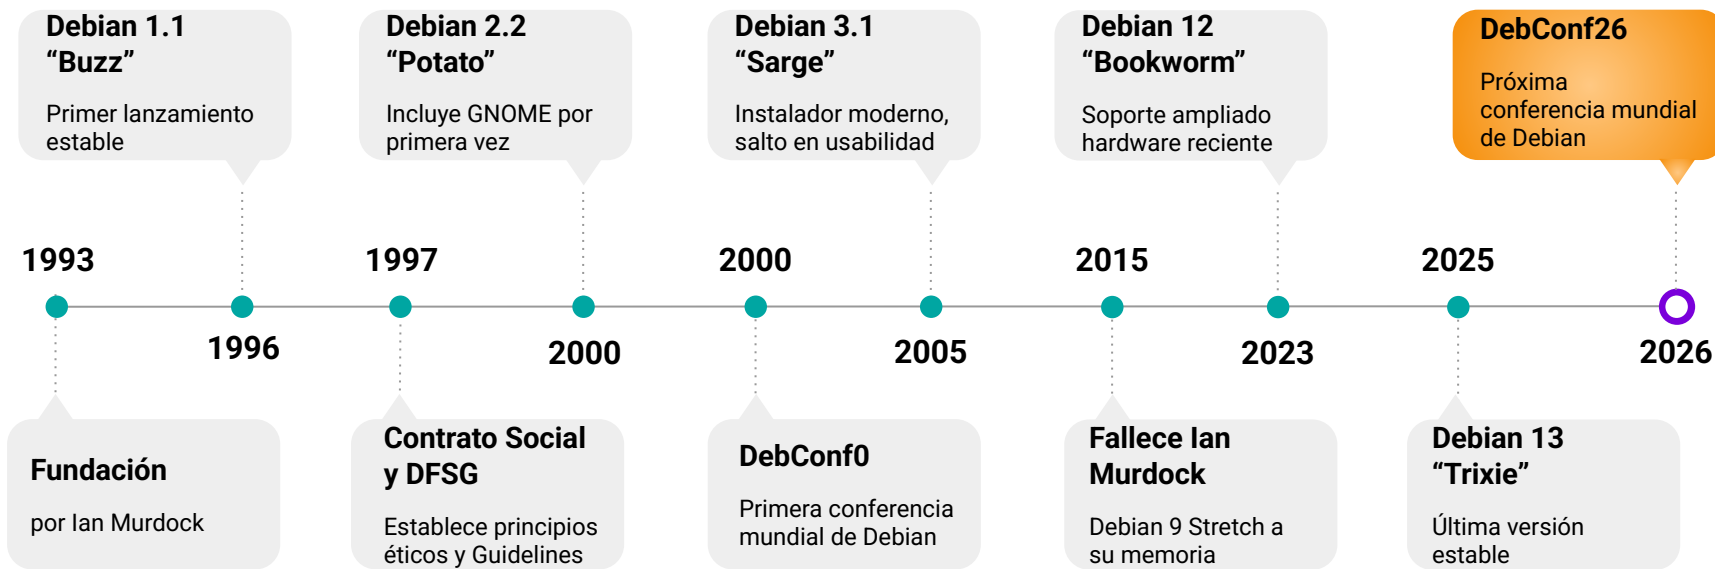 Debian 1.1
“Buzz”
Primer lanzamiento
estable
Debian 2.2
“Potato”
Incluye GNOME por
primera vez
Debian 3.1
“Sarge”
Instalador moderno,
salto en usabilidad
Debian 12
“Bookworm”
Soporte ampliado
hardware reciente
DebConf26
Próxima
conferencia mundial
de Debian
1993
1997
2000
2015
2025
1996
2000
2005
2023
2026
Fundación
por Ian Murdock
Contrato Social
y DFSG
Establece principios
éticos y Guidelines
DebConf0
Primera conferencia
mundial de Debian
Fallece Ian
Murdock
Debian 9 Stretch a
su memoria
Debian 13
“Trixie”
Última versión
estable